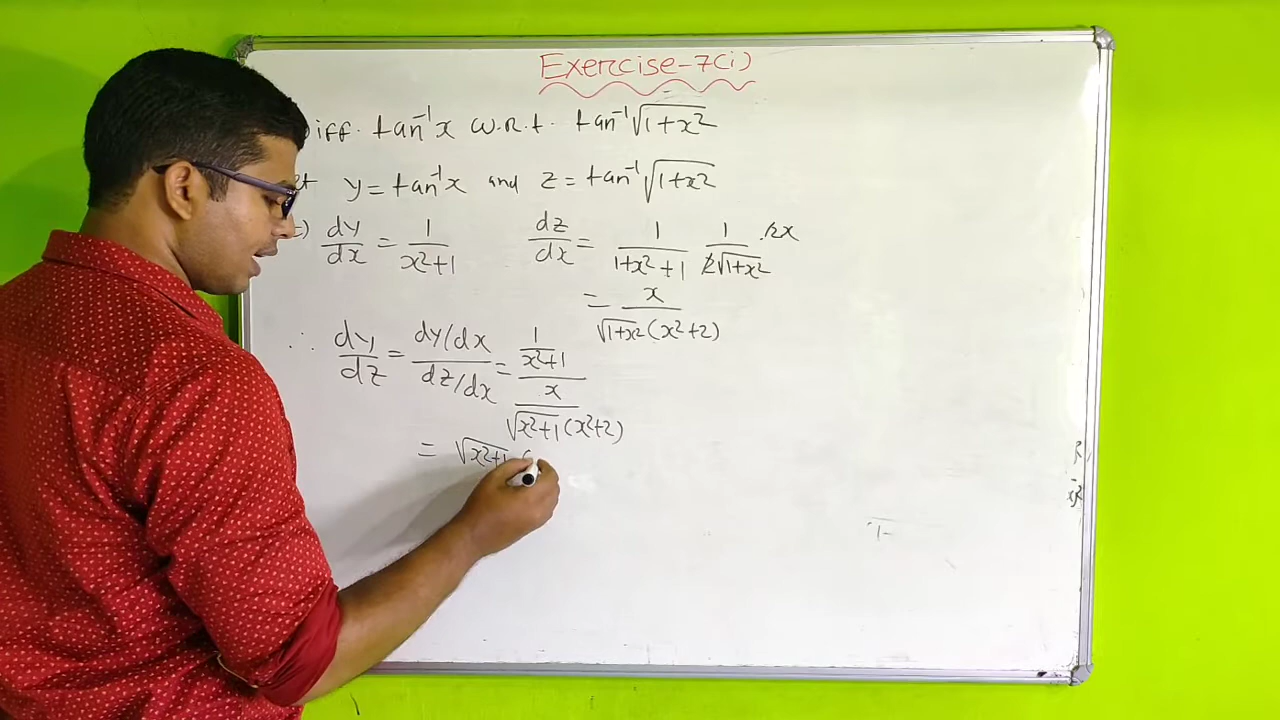 Exercise-7(i)
iff. tan⁻¹x w.r.t. tan⁻¹√(1+x²)
et y=tan⁻¹x and z=tan⁻¹√(1+x²)
dy/dx = 1/(x²+1) dz/dx = 1/(1+x²+1) 1/(2√(1+x²)) .2x
= x/(√(1+x²)(x²+2))
∴ dy/dz = (dy/dx)/(dz/dx) = (1/(x²+1))/(x/(√(x²+1)(x²+2)))
= √(x²+1) (